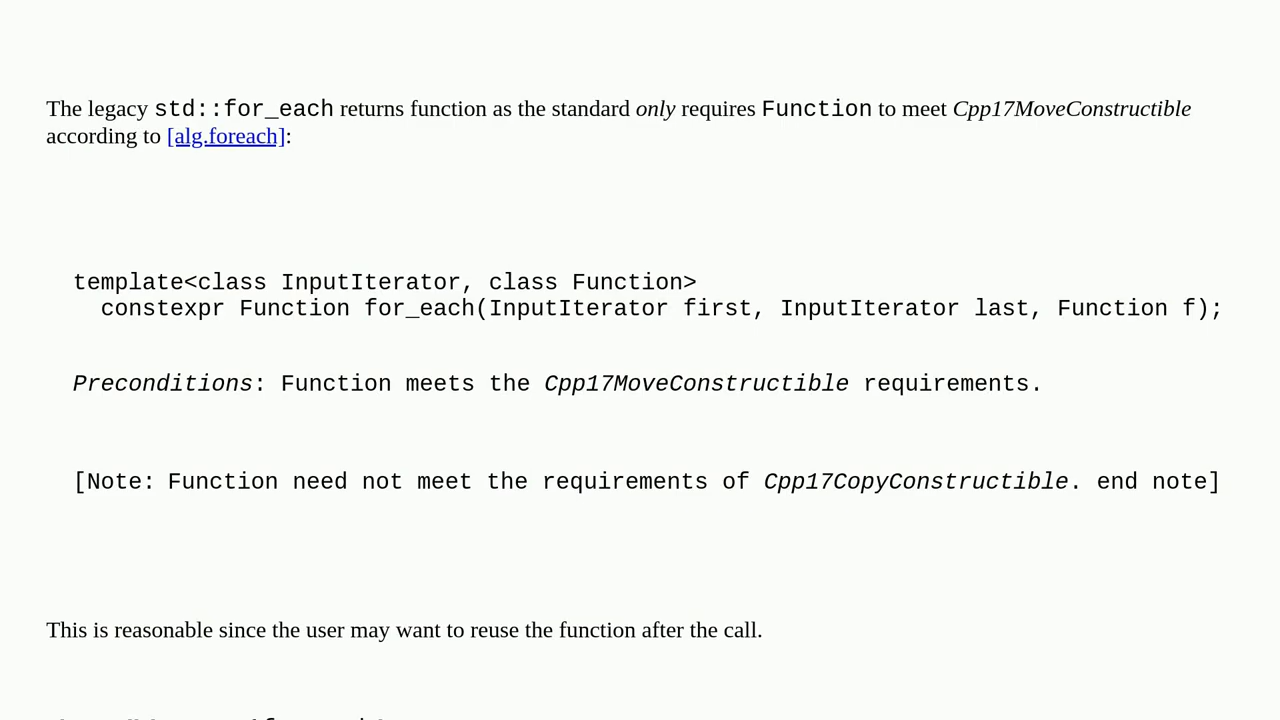 The legacy std::for_each returns function as the standard only requires Function to meet Cpp17MoveConstructible
according to [alg.foreach]:
template<class InputIterator, class Function>
constexpr Function for_each(InputIterator first, InputIterator last, Function f);
Preconditions: Function meets the Cpp17MoveConstructible requirements.
[Note: Function need not meet the requirements of Cpp17CopyConstructible. end note]
This is reasonable since the user may want to reuse the function after the call.